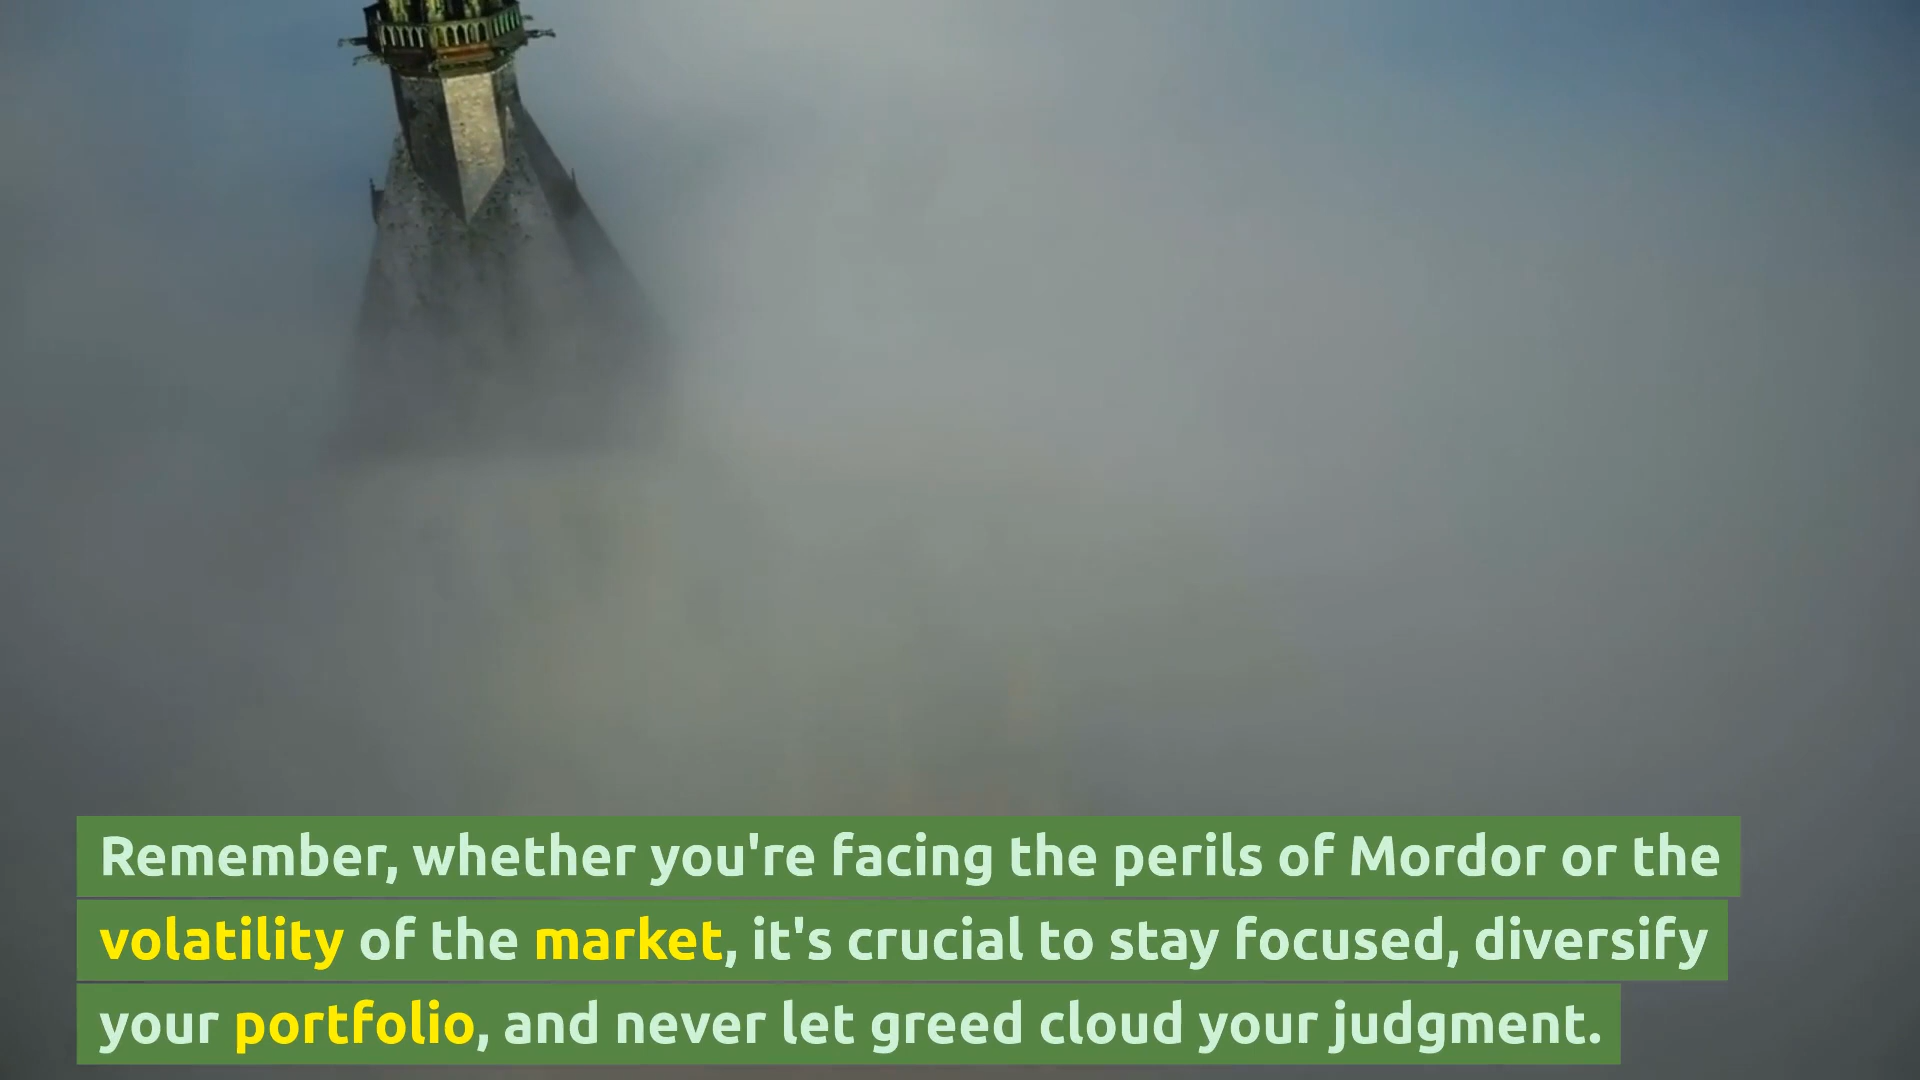 Remember, whether you're facing the perils of Mordor or the
volatility of the market, it's crucial to stay focused, diversify
your portfolio, and never let greed cloud your judgment.